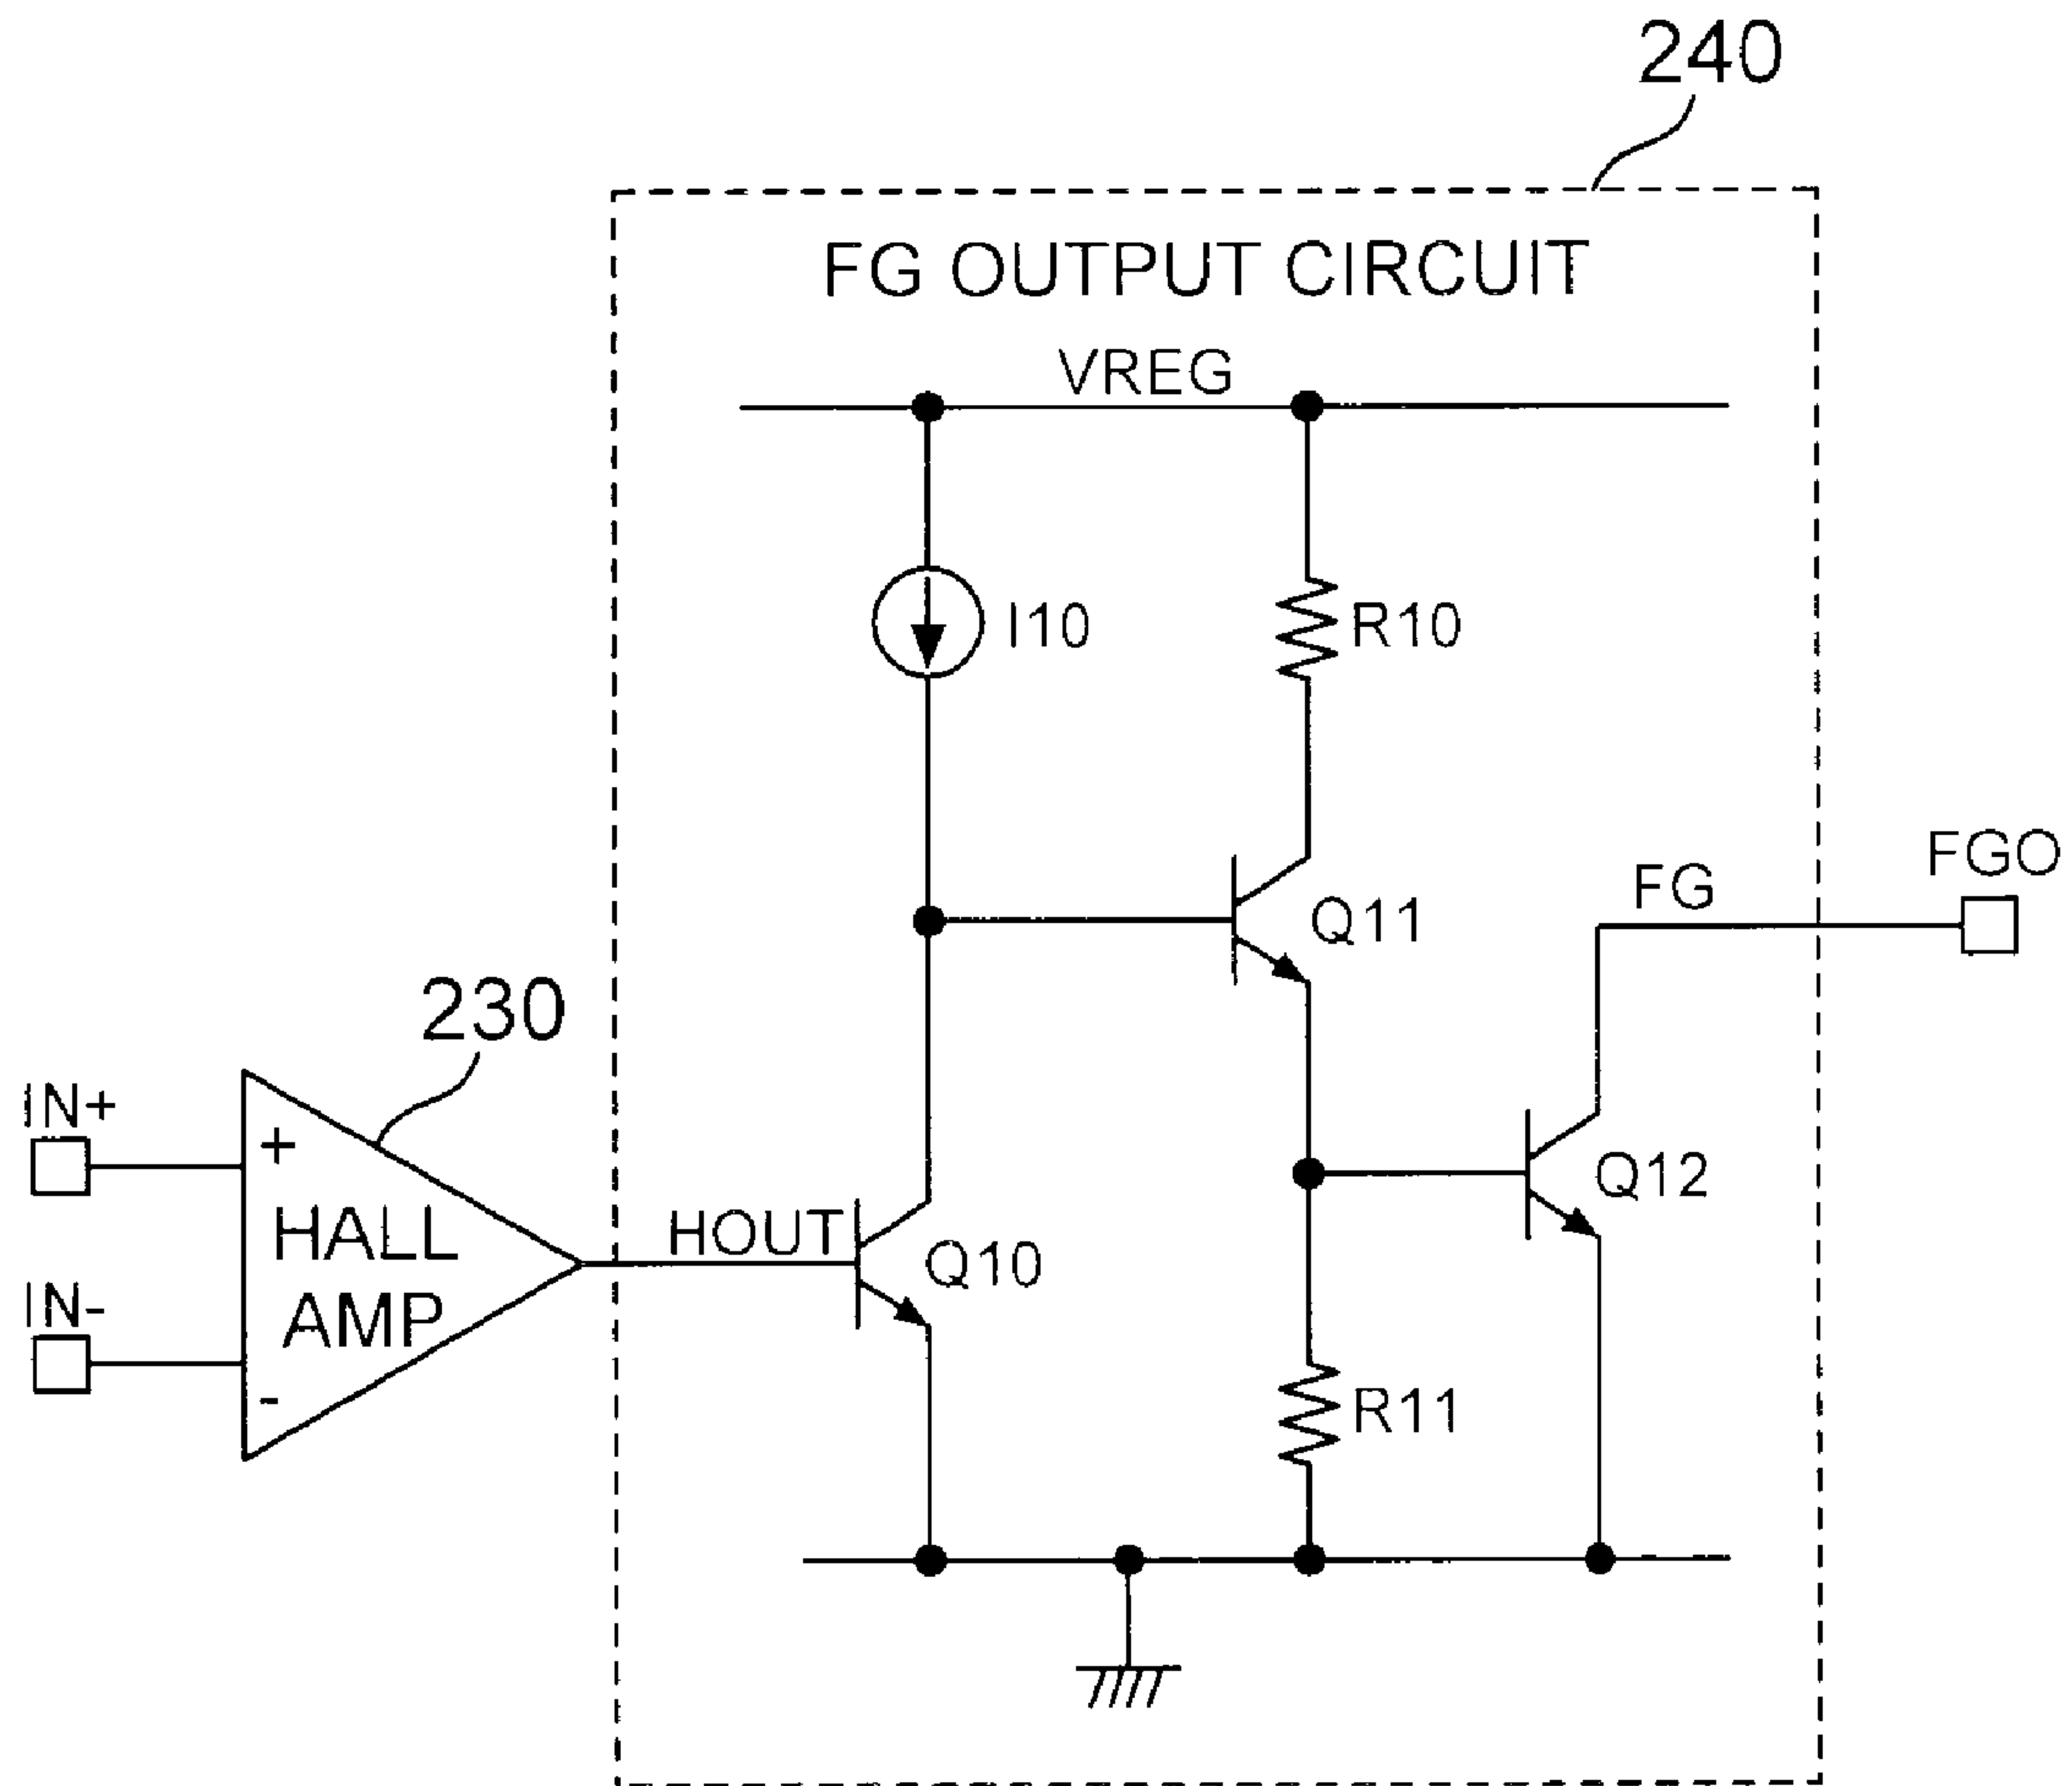 240
FG OUTPUT CIRCUIT
VREG
I10
R10
FGO
FG
Q11
230
IN+
+
HALL
AMP
Q12
HOUT
Q10
IN-
-
R11